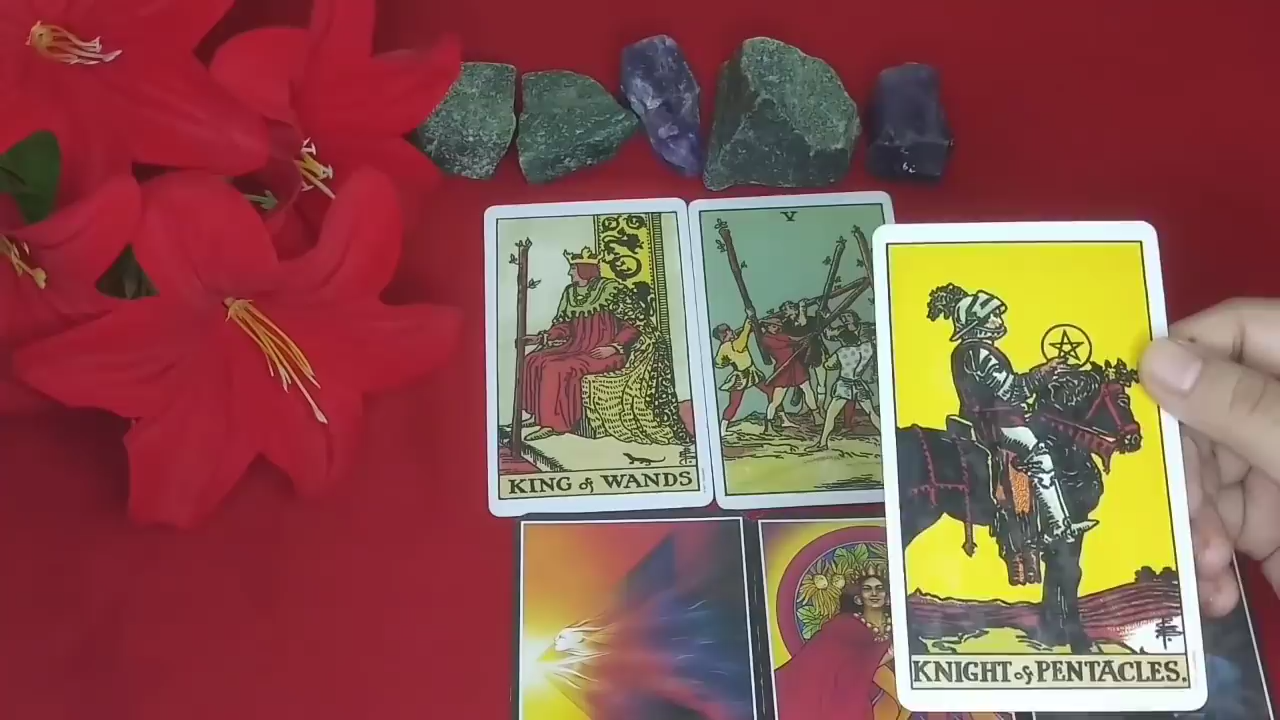 KING of WANDS
V
KNIGHT of PENTACLES.